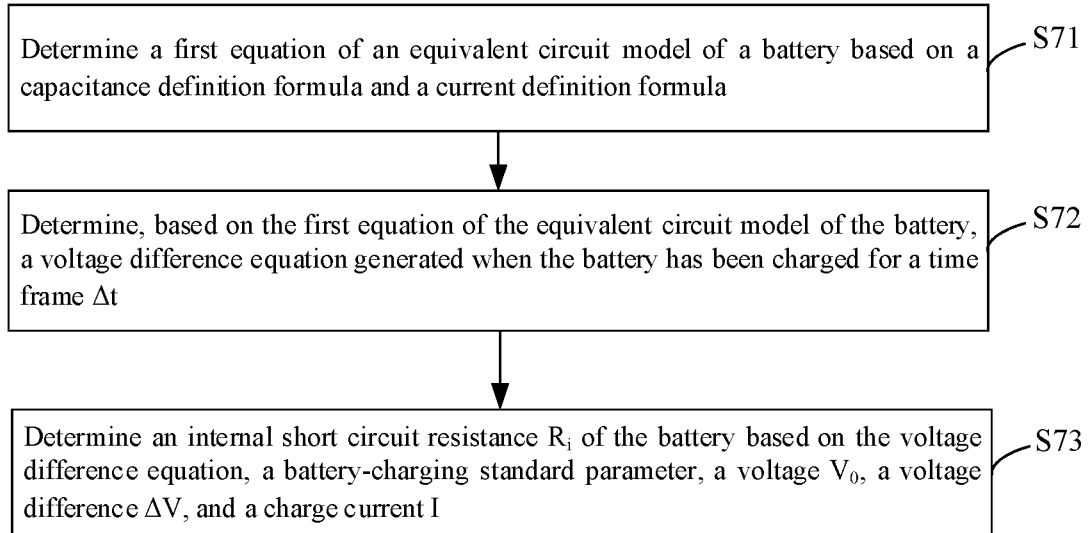 Determine a first equation of an equivalent circuit model of a battery based on a
capacitance definition formula and a current definition formula
S71
Determine, based on the first equation of the equivalent circuit model of the battery,
a voltage difference equation generated when the battery has been charged for a time
frame Δt
S72
Determine an internal short circuit resistance Rᵢ of the battery based on the voltage
difference equation, a battery-charging standard parameter, a voltage V₀, a voltage
difference ΔV, and a charge current I
S73